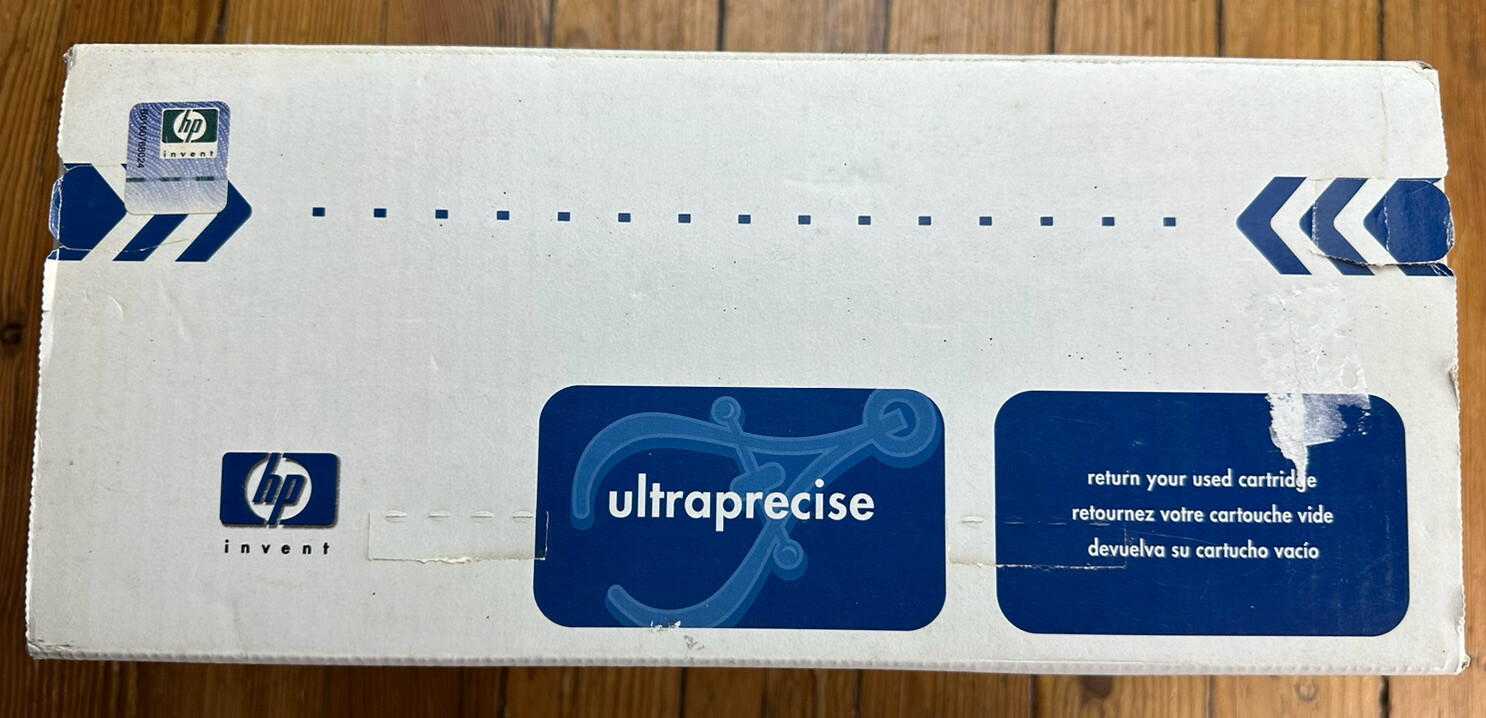 hp
invent
hp
invent
ultraprecise
return your used cartridge
retournez votre cartouche vide
devuelva su cartucho vacío